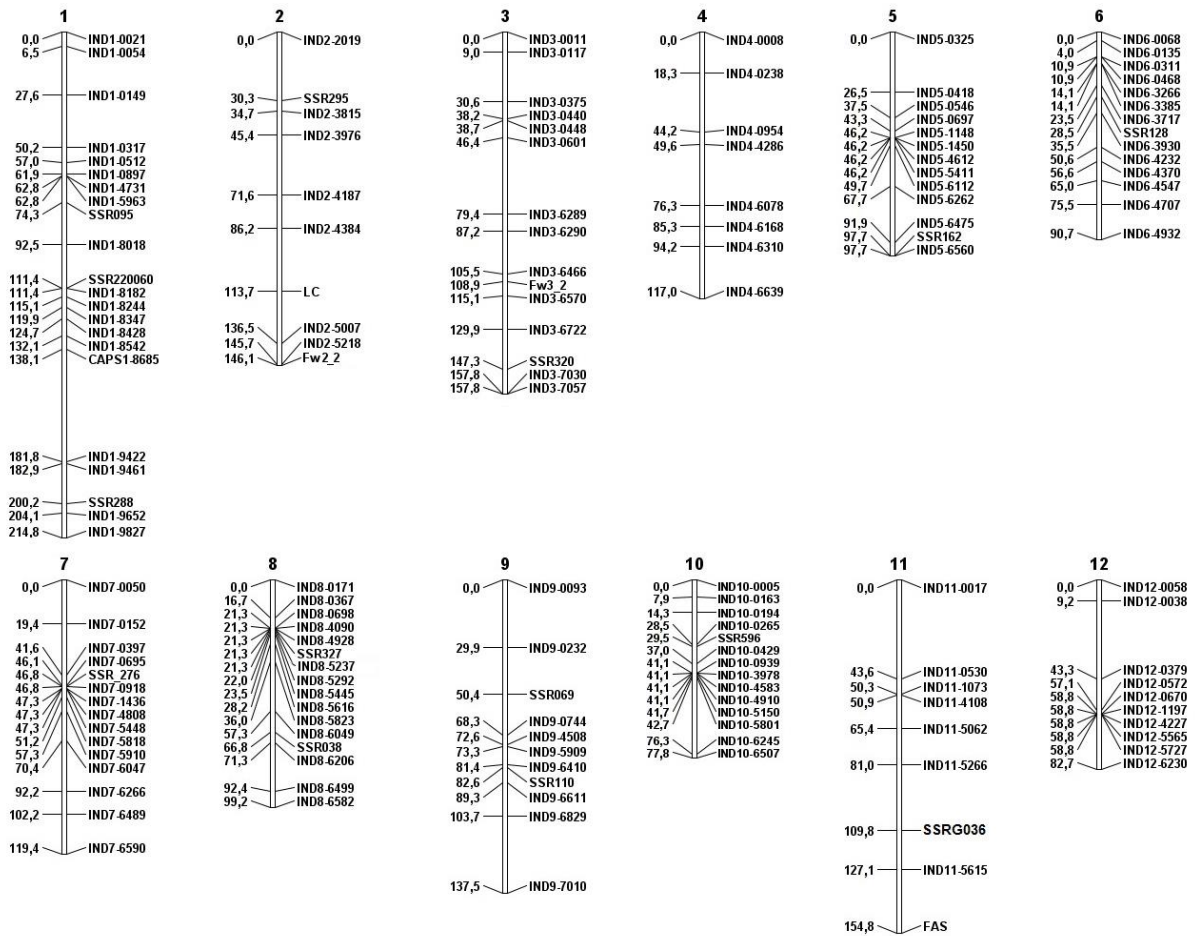 1
0,0 IND1-0021
6,5 IND1-0054
27,6 IND1-0149
50,2 IND1-0317
57,0 IND1-0512
61,9 IND1-0897
62,8 IND1-4731
62,8 IND1-5963
74,3 SSR095
92,5 IND1-8018
111,4 SSR220060
111,4 IND1-8182
115,1 IND1-8244
119,9 IND1-8347
124,7 IND1-8428
132,1 IND1-8542
138,1 CAPS1-8685
181,8 IND1-9422
182,9 IND1-9461
200,2 SSR288
204,1 IND1-9652
214,8 IND1-9827
2
0,0 IND2-2019
30,3 SSR295
34,7 IND2-3815
45,4 IND2-3976
71,6 IND2-4187
86,2 IND2-4384
113,7 LC
136,5 IND2-5007
145,7 IND2-5218
146,1 Fw2_2
3
0,0 IND3-0011
9,0 IND3-0117
30,6 IND3-0375
38,2 IND3-0440
38,7 IND3-0448
46,4 IND3-0601
79,4 IND3-6289
87,2 IND3-6290
105,5 IND3-6466
108,9 Fw3_2
115,1 IND3-6570
129,9 IND3-6722
147,3 SSR320
157,8 IND3-7030
157,8 IND3-7057
4
0,0 IND4-0008
18,3 IND4-0238
44,2 IND4-0954
49,6 IND4-4286
76,3 IND4-6078
85,3 IND4-6168
94,2 IND4-6310
117,0 IND4-6639
5
0,0 IND5-0325
26,5 IND5-0418
37,5 IND5-0546
43,3 IND5-0697
46,2 IND5-1148
46,2 IND5-1450
46,2 IND5-4612
46,2 IND5-5411
49,7 IND5-6112
67,7 IND5-6262
91,9 IND5-6475
97,7 SSR162
97,7 IND5-6560
6
0,0 IND6-0068
4,0 IND6-0135
10,9 IND6-0311
10,9 IND6-0468
14,1 IND6-3266
14,1 IND6-3385
23,5 IND6-3717
28,5 SSR128
35,5 IND6-3930
50,6 IND6-4232
56,6 IND6-4370
65,0 IND6-4547
75,5 IND6-4707
90,7 IND6-4932
7
0,0 IND7-0050
19,4 IND7-0152
41,6 IND7-0397
46,1 IND7-0695
46,8 SSR_276
46,8 IND7-0918
47,3 IND7-1436
47,3 IND7-4808
47,3 IND7-5448
51,2 IND7-5818
57,3 IND7-5910
70,4 IND7-6047
92,2 IND7-6266
102,2 IND7-6489
119,4 IND7-6590
8
0,0 IND8-0171
16,7 IND8-0367
21,3 IND8-0698
21,3 IND8-4090
21,3 IND8-4928
21,3 SSR327
21,3 IND8-5237
22,0 IND8-5292
23,5 IND8-5445
28,2 IND8-5616
36,0 IND8-5823
57,3 IND8-6049
66,8 SSR038
71,3 IND8-6206
92,4 IND8-6499
99,2 IND8-6582
9
0,0 IND9-0093
29,9 IND9-0232
50,4 SSR069
68,3 IND9-0744
72,6 IND9-4508
73,3 IND9-5909
81,4 IND9-6410
82,6 SSR110
89,3 IND9-6611
103,7 IND9-6829
137,5 IND9-7010
10
0,0 IND10-0005
7,9 IND10-0163
14,3 IND10-0194
28,5 IND10-0265
29,5 SSR596
37,0 IND10-0429
41,1 IND10-0939
41,1 IND10-3978
41,1 IND10-4583
41,1 IND10-4910
41,7 IND10-5150
42,7 IND10-5801
76,3 IND10-6245
77,8 IND10-6507
11
0,0 IND11-0017
43,6 IND11-0530
50,3 IND11-1073
50,9 IND11-4108
65,4 IND11-5062
81,0 IND11-5266
109,8 SSRG036
127,1 IND11-5615
154,8 FAS
12
0,0 IND12-0058
9,2 IND12-0038
43,3 IND12-0379
57,1 IND12-0572
58,8 IND12-0670
58,8 IND12-1197
58,8 IND12-4227
58,8 IND12-5565
58,8 IND12-5727
82,7 IND12-6230